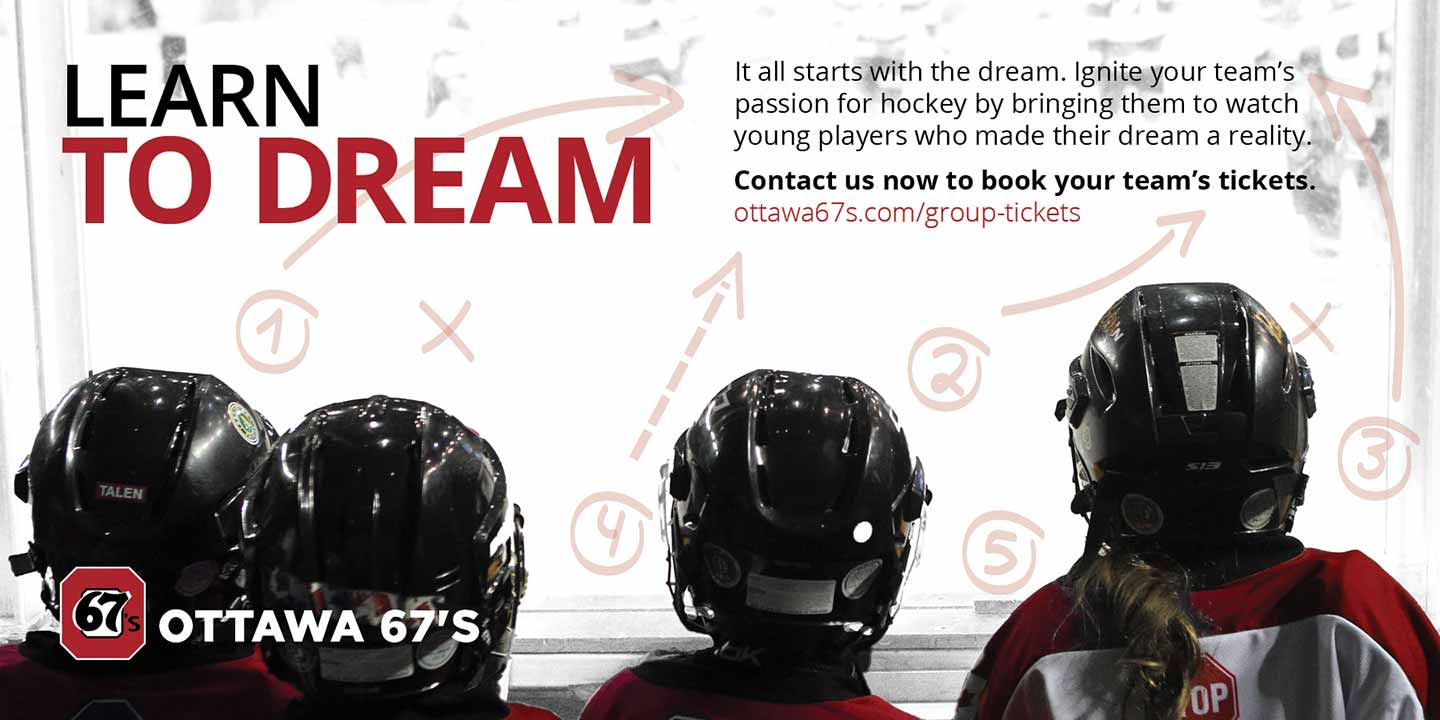 LEARN
TO DREAM
It all starts with the dream. Ignite your team’s
passion for hockey by bringing them to watch
young players who made their dream a reality.
Contact us now to book your team’s tickets.
ottawa67s.com/group-tickets
1
X
2
X
3
4
5
TALEN
S13
67's
OTTAWA 67'S